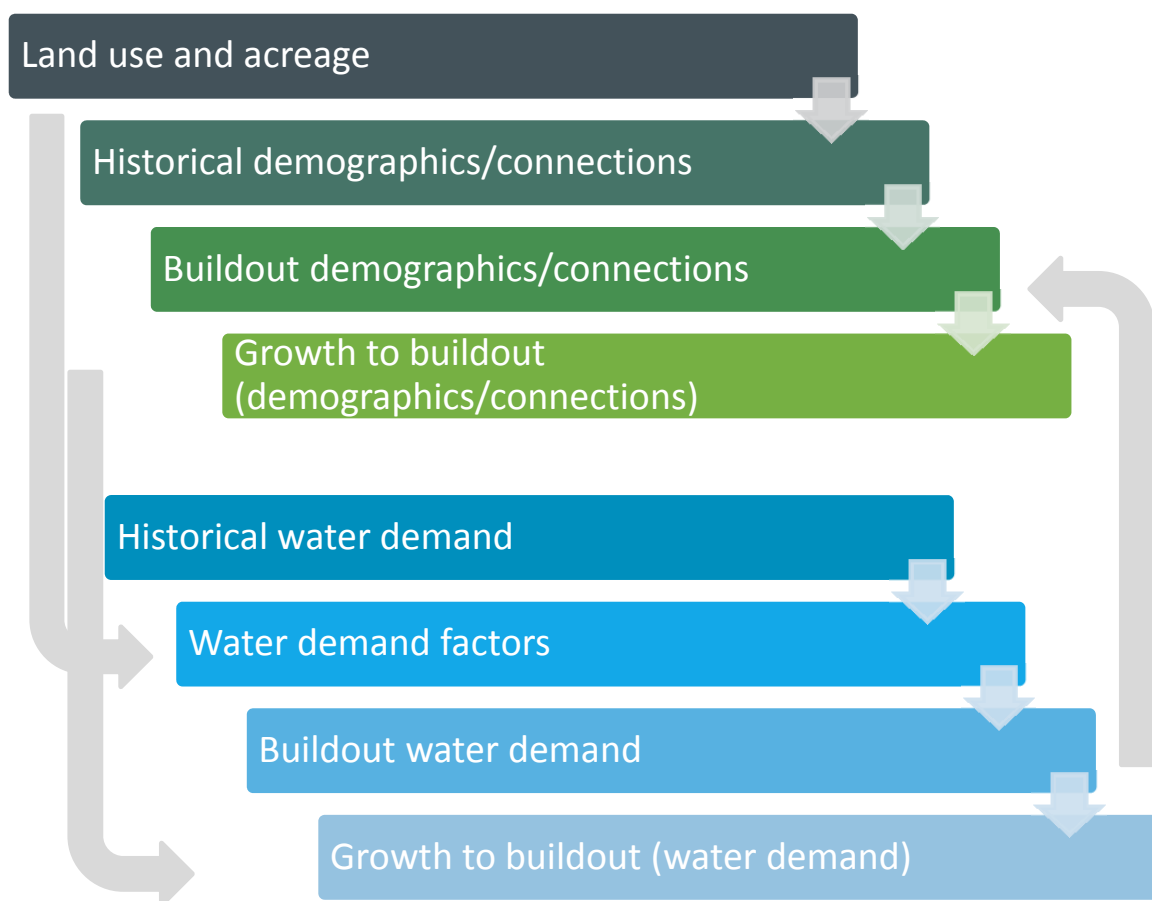 Land use and acreage
Historical demographics/connections
Buildout demographics/connections
Growth to buildout
(demographics/connections)
Historical water demand
Water demand factors
Buildout water demand
Growth to buildout (water demand)